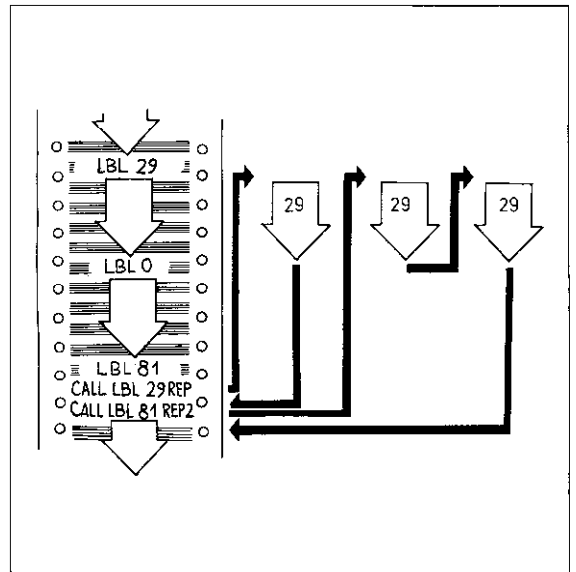 LBL 29
29 29 29
LBL 0
LBL 81
CALL LBL 29 REP
CALL LBL 81 REP2